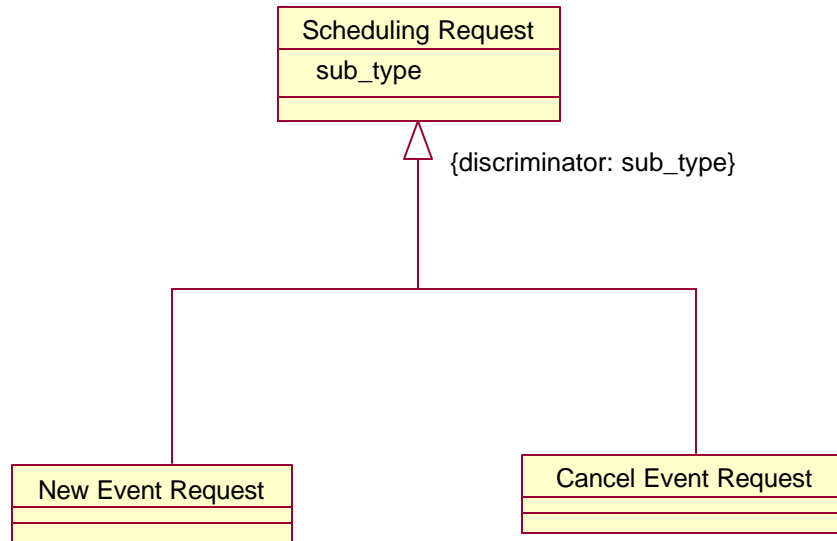 Scheduling Request
sub_type
{discriminator: sub_type}
New Event Request
Cancel Event Request